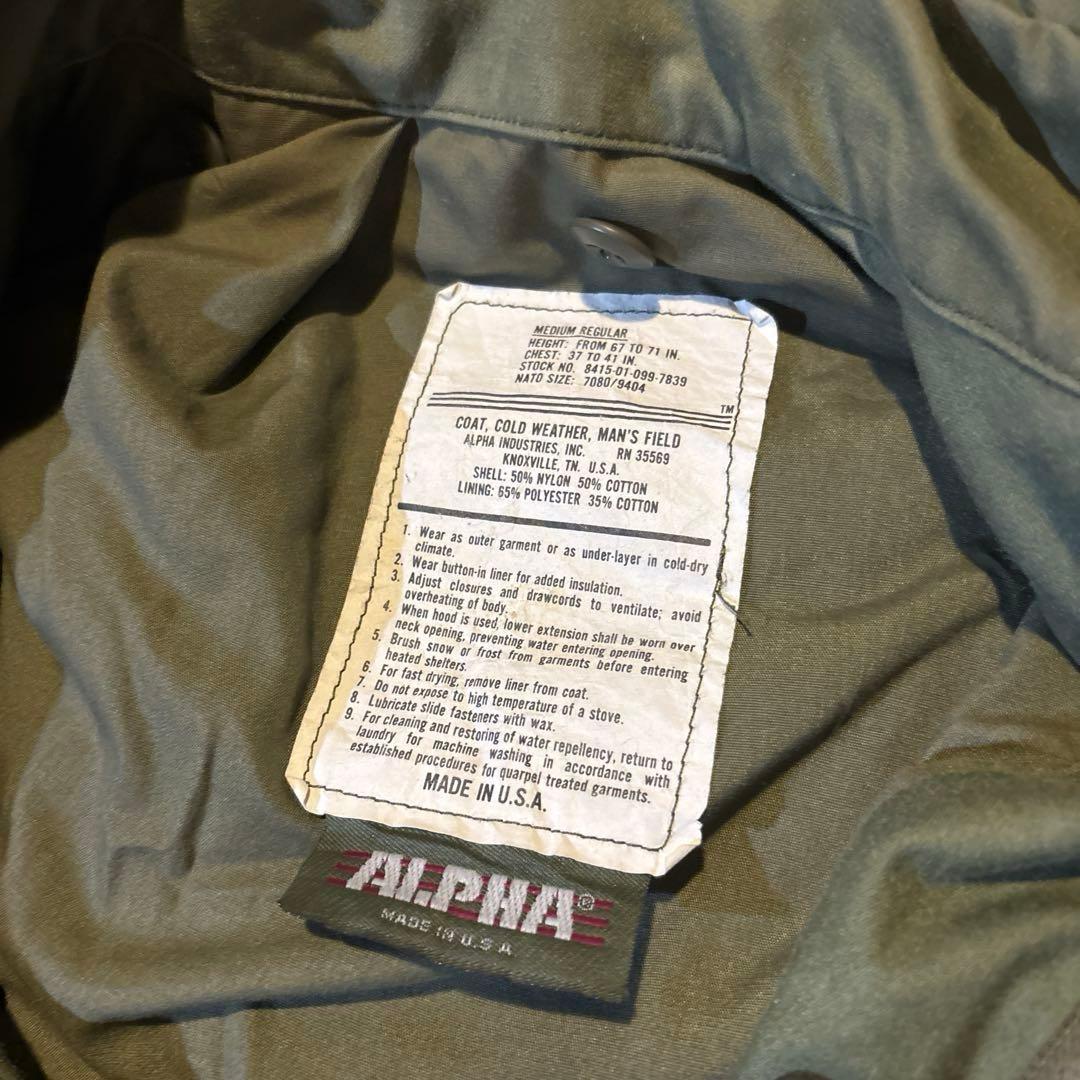 MEDIUM REGULAR
HEIGHT: FROM 67 TO 71 IN.
CHEST: 37 TO 41 IN.
STOCK NO. 8415-01-099-7839
NATO SIZE: 7080/9404
TM
COAT, COLD WEATHER, MAN'S FIELD
ALPHA INDUSTRIES, INC. RN 35569
KNOXVILLE, TN. U.S.A.
SHELL: 50% NYLON 50% COTTON
LINING: 65% POLYESTER 35% COTTON
1. Wear as outer garment or as under-layer in cold-dry
climate.
2. Wear button-in liner for added insulation.
3. Adjust closures and drawcords to ventilate; avoid
overheating of body.
4. When hood is used, lower extension shall be worn over
neck opening, preventing water entering opening.
5. Brush snow or frost from garments before entering
heated shelters.
6. For fast drying, remove liner from coat.
7. Do not expose to high temperature of a stove.
8. Lubricate slide fasteners with wax.
9. For cleaning and restoring of water repellency, return to
laundry for machine washing in accordance with
established procedures for quarpel treated garments.
MADE IN U.S.A.
ALPHA®
MADE IN U.S.A